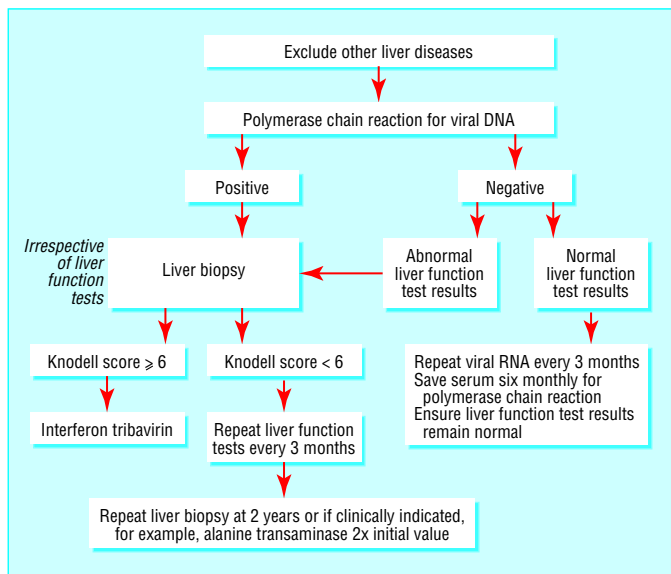 Exclude other liver diseases
Polymerase chain reaction for viral DNA
Positive
Negative
Irrespective
of liver
function
tests
Liver biopsy
Abnormal
liver function
test results
Normal
liver function
test results
Knodell score ⩾ 6
Knodell score < 6
Repeat viral RNA every 3 months
Save serum six monthly for
polymerase chain reaction
Ensure liver function test results
remain normal
Interferon tribavirin
Repeat liver function
tests every 3 months
Repeat liver biopsy at 2 years or if clinically indicated,
for example, alanine transaminase 2x initial value